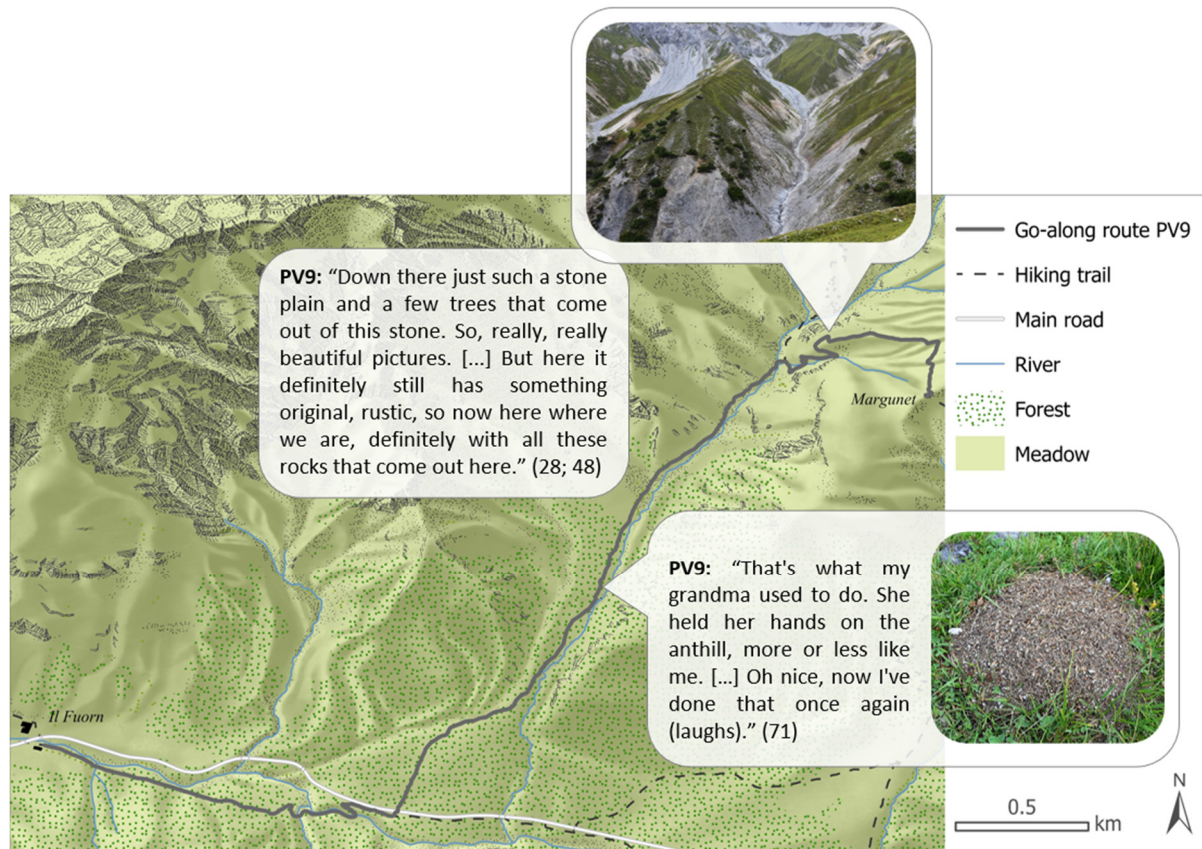 PV9: “Down there just such a stone
plain and a few trees that come
out of this stone. So, really, really
beautiful pictures. [...] But here it
definitely still has something
original, rustic, so now here where
we are, definitely with all these
rocks that come out here.” (28; 48)
Go-along route PV9
Hiking trail
Main road
River
Forest
Meadow
Margunet
PV9: “That's what my
grandma used to do. She
held her hands on the
anthill, more or less like
me. [...] Oh nice, now I've
done that once again
(laughs).” (71)
Il Fuorn
N
0.5
km